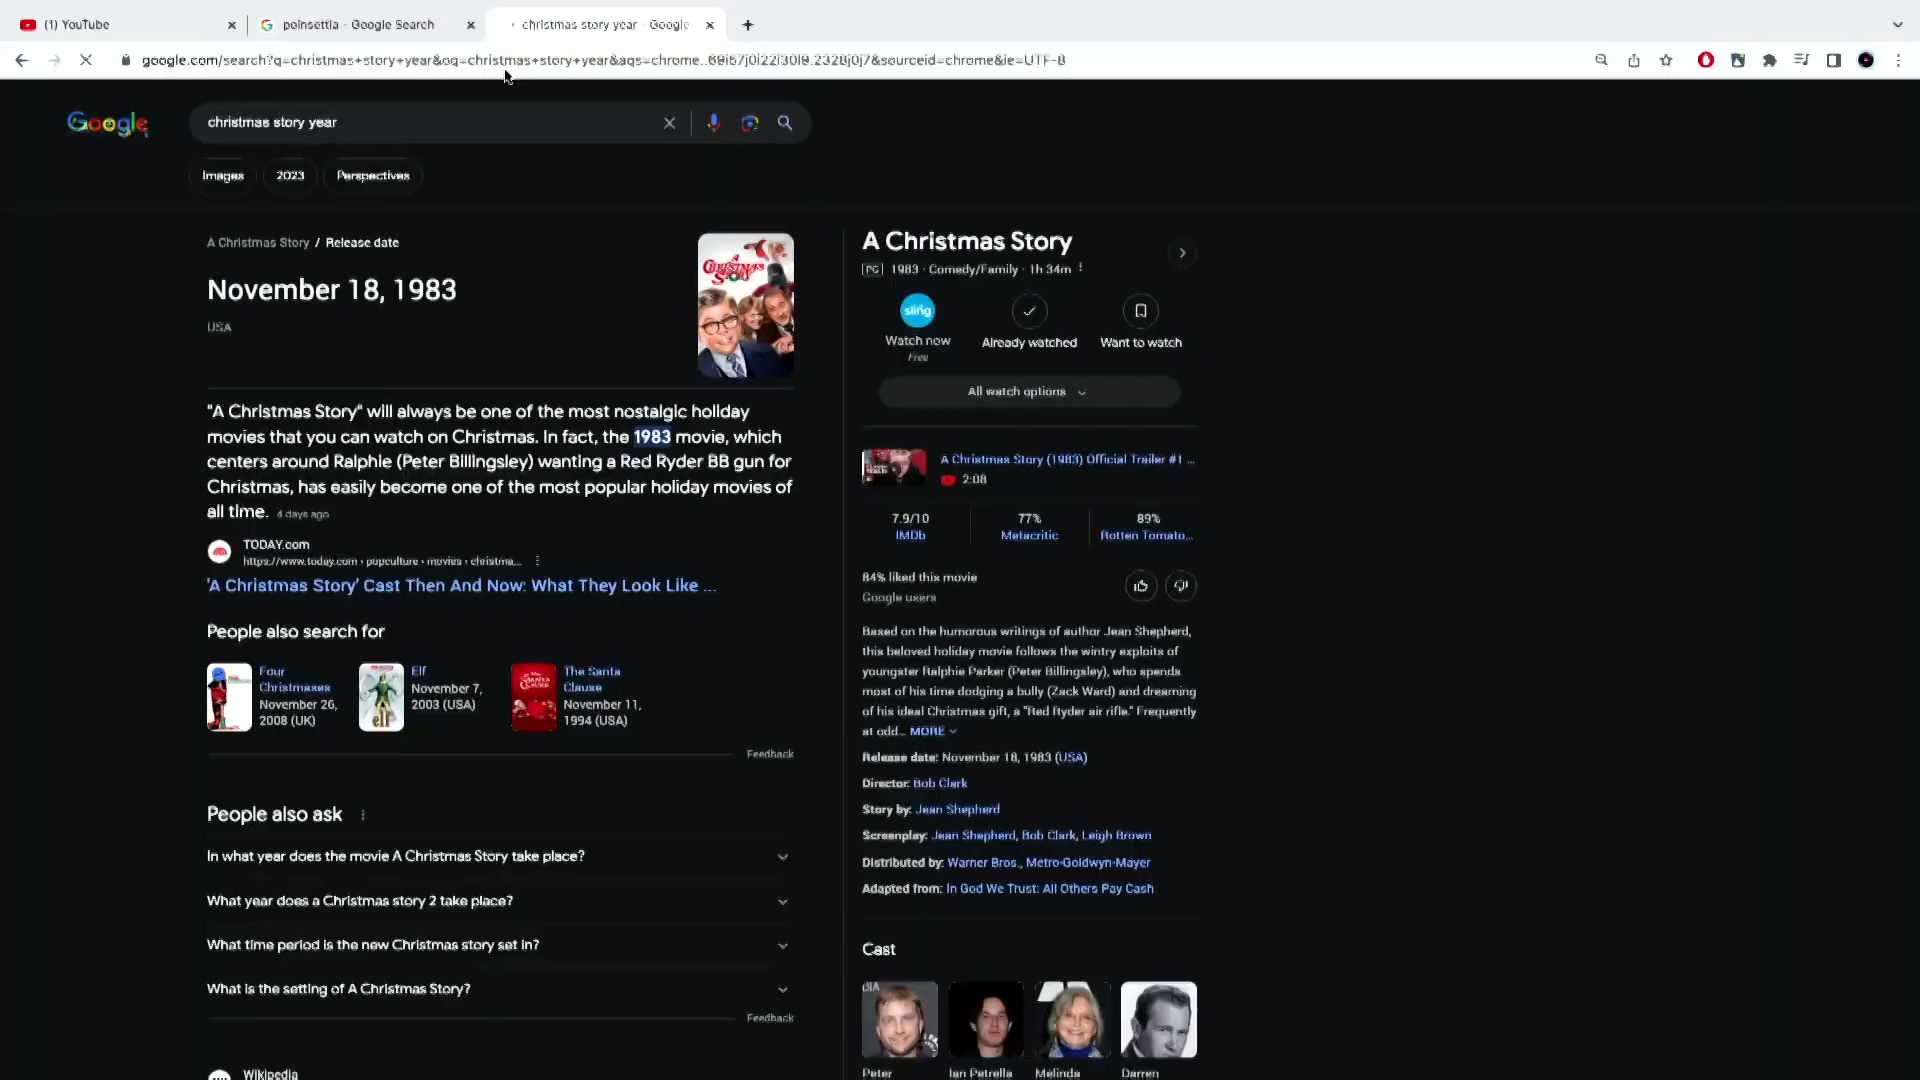 (1) YouTube
poinsettia - Google Search
christmas story year - Google
google.com/search?q=christmas+story+year&oq=christmas+story+year&aqs=chrome..69i57j0i22i30l9.2328j0j7&sourceid=chrome&ie=UTF-8
Google
christmas story year
Images
2023
Perspectives
A Christmas Story / Release date
November 18, 1983
USA
A CHRISTMAS STORY
"A Christmas Story" will always be one of the most nostalgic holiday
movies that you can watch on Christmas. In fact, the 1983 movie, which
centers around Ralphie (Peter Billingsley) wanting a Red Ryder BB gun for
Christmas, has easily become one of the most popular holiday movies of
all time. 4 days ago
TODAY.com
https://www.today.com › popculture › movies › christma...
'A Christmas Story' Cast Then And Now: What They Look Like ...
People also search for
Four
Christmases
November 26,
2008 (UK)
elf
Elf
November 7,
2003 (USA)
The Santa
Clause
November 11,
1994 (USA)
Feedback
People also ask
In what year does the movie A Christmas Story take place?
What year does a Christmas story 2 take place?
What time period is the new Christmas story set in?
What is the setting of A Christmas Story?
Feedback
Wikipedia
A Christmas Story
PG 1983 · Comedy/Family · 1h 34m
sling
Watch now
Free
Already watched
Want to watch
All watch options
A Christmas Story (1983) Official Trailer #1 ...
2:08
7.9/10
IMDb
77%
Metacritic
89%
Rotten Tomato...
84% liked this movie
Google users
Based on the humorous writings of author Jean Shepherd,
this beloved holiday movie follows the wintry exploits of
youngster Ralphie Parker (Peter Billingsley), who spends
most of his time dodging a bully (Zack Ward) and dreaming
of his ideal Christmas gift, a "Red Ryder air rifle." Frequently
at odd... MORE
Release date: November 18, 1983 (USA)
Director: Bob Clark
Story by: Jean Shepherd
Screenplay: Jean Shepherd, Bob Clark, Leigh Brown
Distributed by: Warner Bros., Metro-Goldwyn-Mayer
Adapted from: In God We Trust: All Others Pay Cash
Cast
Peter
Ian Petrella
Melinda
Darren